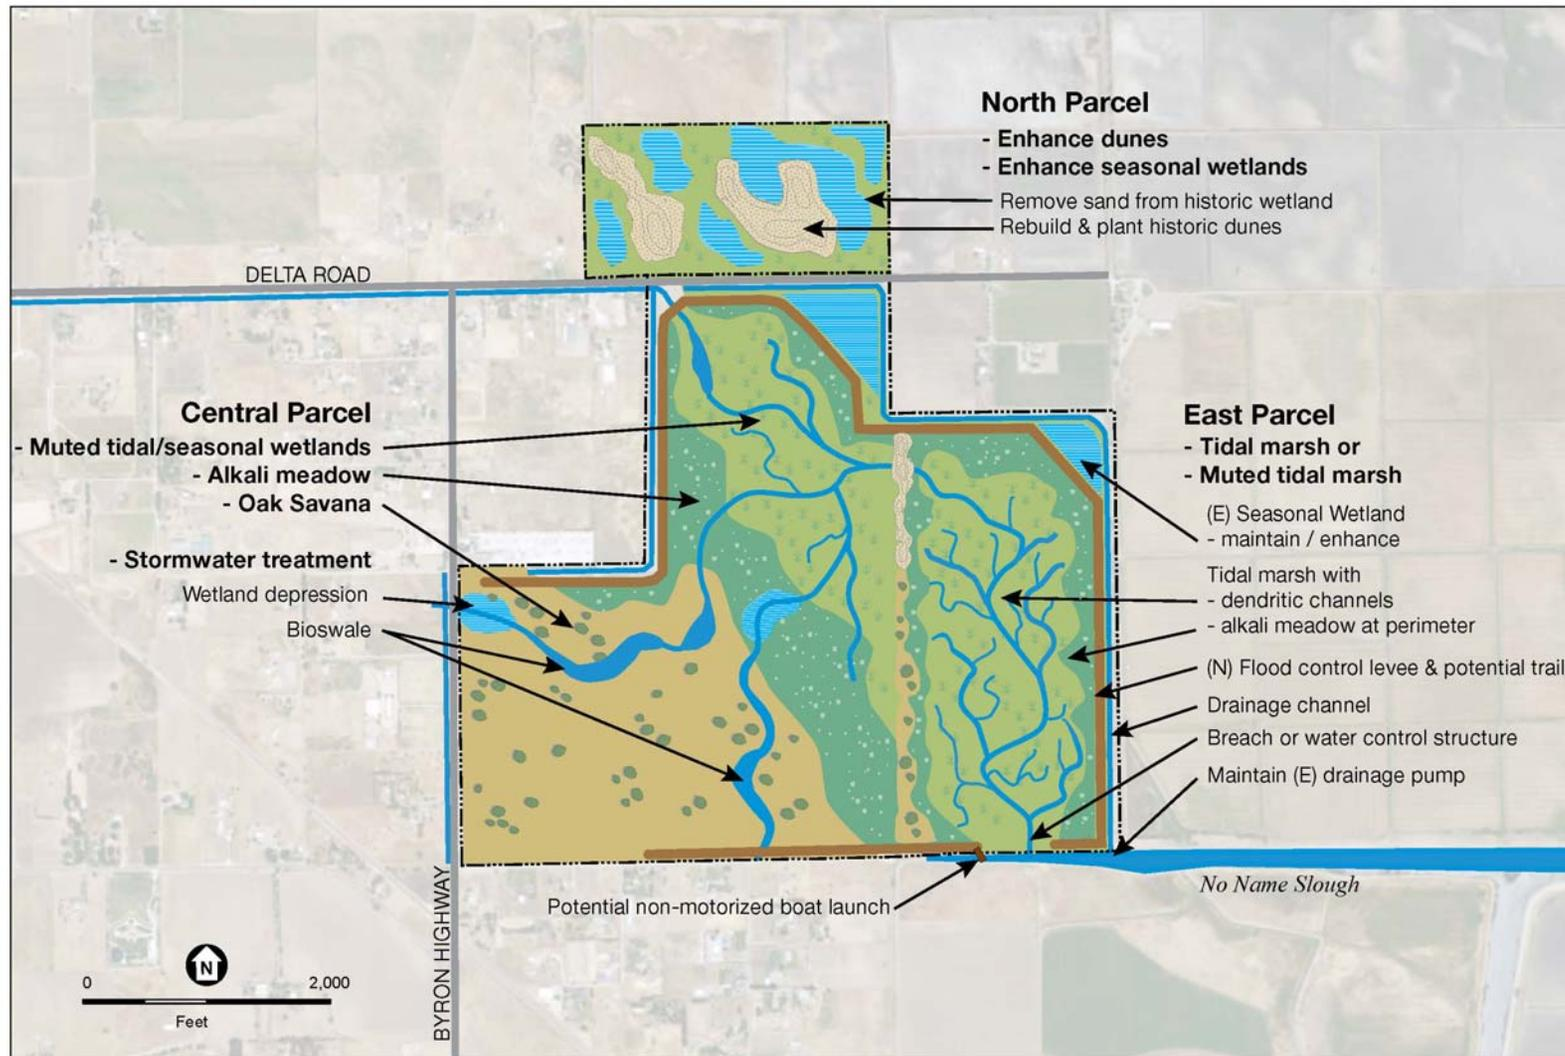 North Parcel
- Enhance dunes
- Enhance seasonal wetlands
Remove sand from historic wetland
Rebuild & plant historic dunes
DELTA ROAD
Central Parcel
- Muted tidal/seasonal wetlands
- Alkali meadow
- Oak Savana
- Stormwater treatment
Wetland depression
Bioswale
East Parcel
- Tidal marsh or
- Muted tidal marsh
(E) Seasonal Wetland
- maintain / enhance
Tidal marsh with
- dendritic channels
- alkali meadow at perimeter
(N) Flood control levee & potential trail
Drainage channel
Breach or water control structure
Maintain (E) drainage pump
No Name Slough
Potential non-motorized boat launch
BYRON HIGHWAY
N
0 2,000
Feet